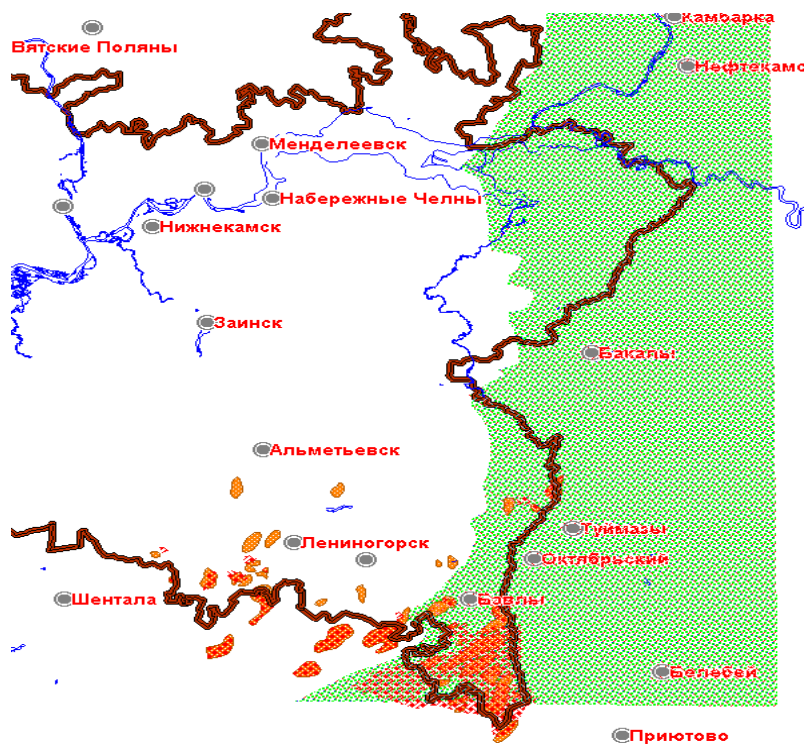 Камбарка
Вятские Поляны
Нефтекамс
Менделеевск
Набережные Челны
Нижнекамск
Заинск
Бакалы
Альметьевск
Туймазы
Лениногорск
Октябрьский
Шентала
Бавлы
Белебей
Приютово